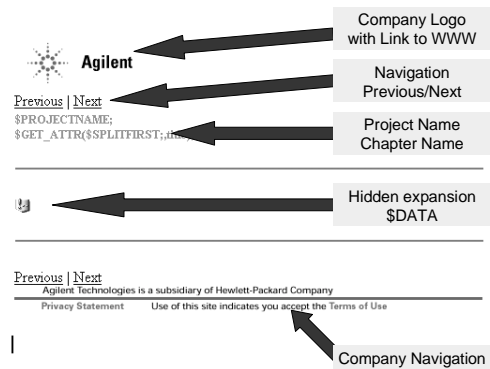 Company Logo
with Link to WWW
Agilent
Navigation
Previous/Next
Previous | Next
$PROJECTNAME;
$GET_ATTR($SPLITFIRST;,
Project Name
Chapter Name
Hidden expansion
$DATA
Previous | Next
Agilent Technologies is a subsidiary of Hewlett-Packard Company
Privacy Statement Use of this site indicates you accept the Terms of Use
Company Navigation